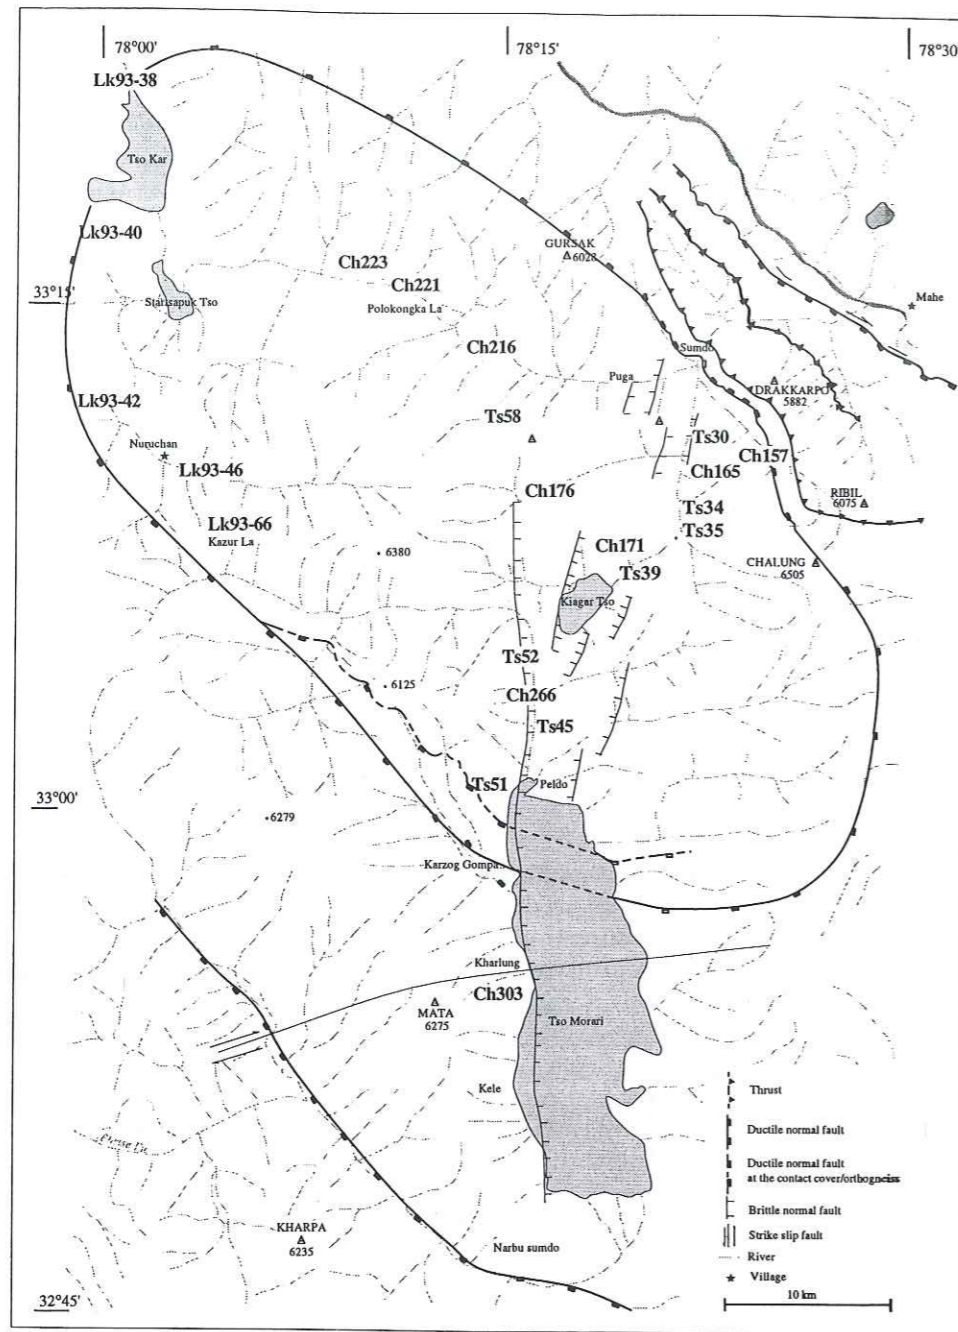 78°00'
78°15'
78°30
Lk93-38
Tso Kar
Lk93-40
GURSAK
6028
Ch223
Ch221
33°15'
Startsapuk Tso
Polokongka La
Mahe
Ch216
Sumdo
Puga
DRAKKARPO
5882
Lk93-42
Ts58
Nuruchan
Ts30
Ch157
Lk93-46
Ch165
Ch176
RIBIL
6075
Ts34
Lk93-66
Ts35
Kazur La
6380
Ch171
CHALUNG
6505
Ts39
Kiagar Tso
Ts52
6125
Ch266
Ts45
Ts51
Peldo
33°00'
6279
Karzog Gompa
Kharlung
Ch303
MATA
6275
Tso Morari
Kele
Thrust
Ductile normal fault
Ductile normal fault
at the contact cover/orthogneiss
Brittle normal fault
KHARPA
6235
Strike slip fault
Narbu sumdo
River
Village
32°45'
10 km